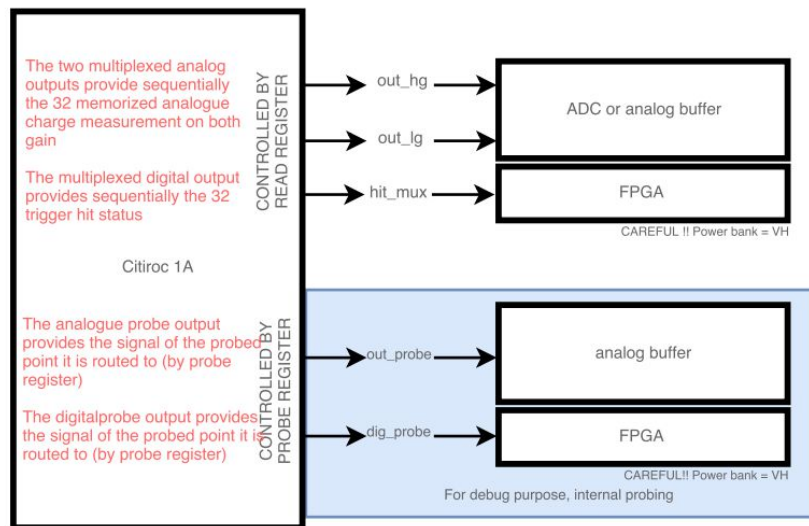 The two multiplexed analog
outputs provide sequentially
the 32 memorized analogue
charge measurement on both
gain
The multiplexed digital output
provides sequentially the 32
trigger hit status
CONTROLLED BY
READ REGISTER
out_hg
out_lg
hit_mux
ADC or analog buffer
FPGA
CAREFUL !! Power bank = VH
Citiroc 1A
The analogue probe output
provides the signal of the probed
point it is routed to (by probe
register)
The digitalprobe output provides
the signal of the probed point it is
routed to (by probe register)
CONTROLLED BY
PROBE REGISTER
out_probe
dig_probe
analog buffer
FPGA
CAREFUL!! Power bank = VH
For debug purpose, internal probing